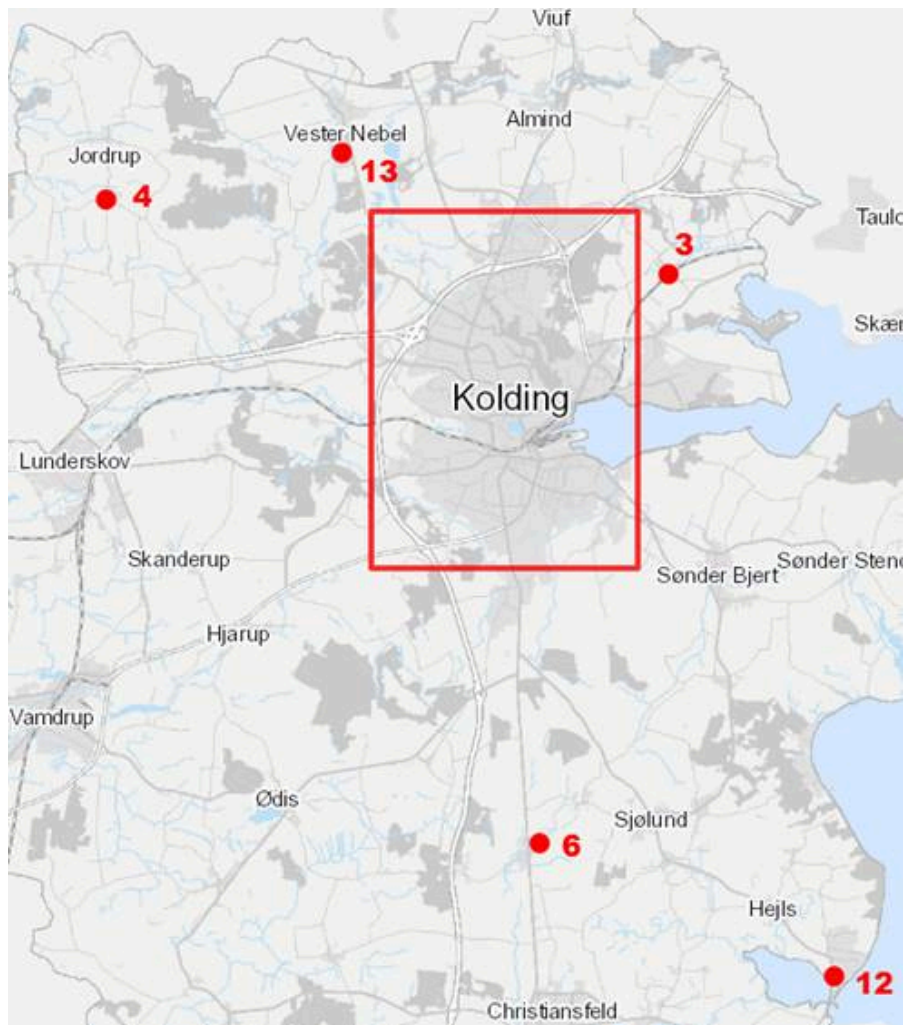 Viuf
Almind
Vester Nebel
13
Jordrup
4
Taulo
3
Skær
Kolding
Lunderskov
Skanderup
Sønder Bjert
Sønder Stend
Hjarup
Vamdrup
Ødis
Sjølund
6
Hejls
12
Christiansfeld